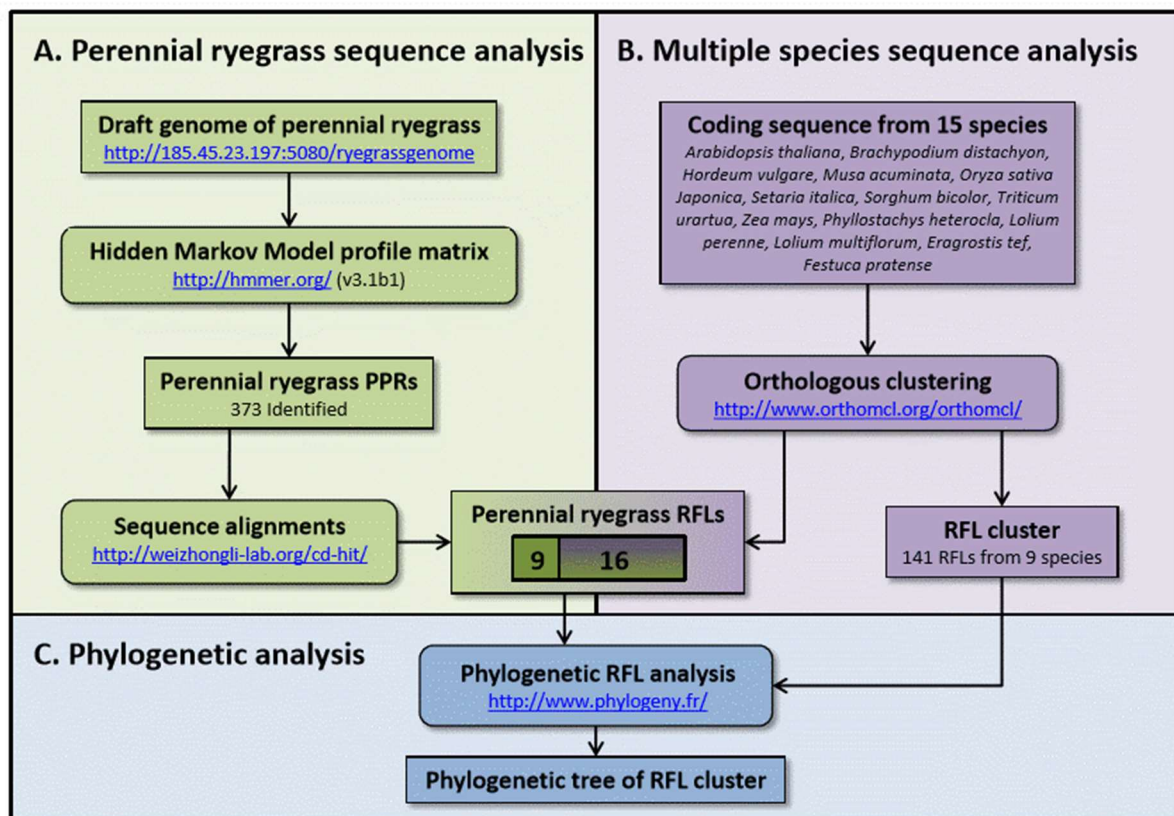 A. Perennial ryegrass sequence analysis
Draft genome of perennial ryegrass
http://185.45.23.197:5080/ryegrassgenome
Hidden Markov Model profile matrix
http://hmmer.org/ (v3.1b1)
Perennial ryegrass PPRs
373 Identified
Sequence alignments
http://weizhongli-lab.org/cd-hit/
Perennial ryegrass RFLs
9 16
B. Multiple species sequence analysis
Coding sequence from 15 species
Arabidopsis thaliana, Brachypodium distachyon,
Hordeum vulgare, Musa acuminata, Oryza sativa
Japonica, Setaria italica, Sorghum bicolor, Triticum
urartua, Zea mays, Phyllostachys heterocla, Lolium
perenne, Lolium multiflorum, Eragrostis tef,
Festuca pratense
Orthologous clustering
http://www.orthomcl.org/orthomcl/
RFL cluster
141 RFLs from 9 species
C. Phylogenetic analysis
Phylogenetic RFL analysis
http://www.phylogeny.fr/
Phylogenetic tree of RFL cluster